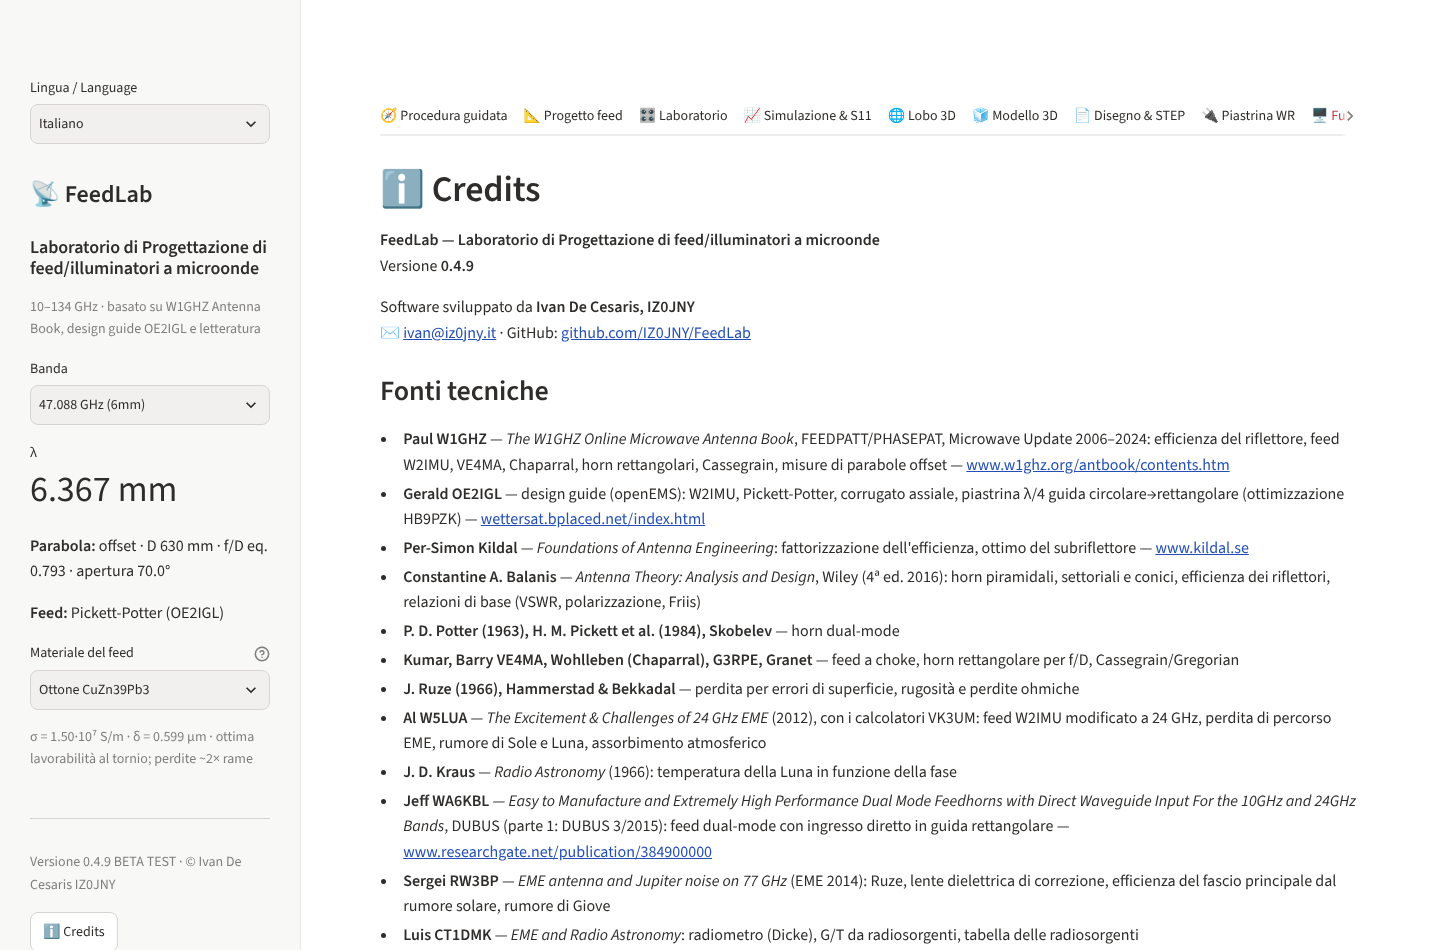 Lingua / Language
Italiano
📡 FeedLab
Laboratorio di Progettazione di
feed/illuminatori a microonde
10–134 GHz · basato su W1GHZ Antenna
Book, design guide OE2IGL e letteratura
Banda
47.088 GHz (6mm)
λ
6.367 mm
Parabola: offset · D 630 mm · f/D eq.
0.793 · apertura 70.0°
Feed: Pickett-Potter (OE2IGL)
Materiale del feed
Ottone CuZn39Pb3
σ = 1.50·10⁷ S/m · δ = 0.599 µm · ottima
lavorabilità al tornio; perdite ~2× rame
Versione 0.4.9 BETA TEST · © Ivan De
Cesaris IZ0JNY
ℹ️ Credits
🧭 Procedura guidata 📐 Progetto feed 🎛️ Laboratorio 📈 Simulazione & S11 🌐 Lobo 3D 🧊 Modello 3D 📄 Disegno & STEP 🔌 Piastrina WR 🖥️ Fu
ℹ️ Credits
FeedLab — Laboratorio di Progettazione di feed/illuminatori a microonde
Versione 0.4.9
Software sviluppato da Ivan De Cesaris, IZ0JNY
✉️ ivan@iz0jny.it · GitHub: github.com/IZ0JNY/FeedLab
Fonti tecniche
• Paul W1GHZ — The W1GHZ Online Microwave Antenna Book, FEEDPATT/PHASEPAT, Microwave Update 2006–2024: efficienza del riflettore, feed
W2IMU, VE4MA, Chaparral, horn rettangolari, Cassegrain, misure di parabole offset — www.w1ghz.org/antbook/contents.htm
• Gerald OE2IGL — design guide (openEMS): W2IMU, Pickett-Potter, corrugato assiale, piastrina λ/4 guida circolare→rettangolare (ottimizzazione
HB9PZK) — wettersat.bplaced.net/index.html
• Per-Simon Kildal — Foundations of Antenna Engineering: fattorizzazione dell'efficienza, ottimo del subriflettore — www.kildal.se
• Constantine A. Balanis — Antenna Theory: Analysis and Design, Wiley (4ª ed. 2016): horn piramidali, settoriali e conici, efficienza dei riflettori,
relazioni di base (VSWR, polarizzazione, Friis)
• P. D. Potter (1963), H. M. Pickett et al. (1984), Skobelev — horn dual-mode
• Kumar, Barry VE4MA, Wohlleben (Chaparral), G3RPE, Granet — feed a choke, horn rettangolare per f/D, Cassegrain/Gregorian
• J. Ruze (1966), Hammerstad & Bekkadal — perdita per errori di superficie, rugosità e perdite ohmiche
• Al W5LUA — The Excitement & Challenges of 24 GHz EME (2012), con i calcolatori VK3UM: feed W2IMU modificato a 24 GHz, perdita di percorso
EME, rumore di Sole e Luna, assorbimento atmosferico
• J. D. Kraus — Radio Astronomy (1966): temperatura della Luna in funzione della fase
• Jeff WA6KBL — Easy to Manufacture and Extremely High Performance Dual Mode Feedhorns with Direct Waveguide Input For the 10GHz and 24GHz
Bands, DUBUS (parte 1: DUBUS 3/2015): feed dual-mode con ingresso diretto in guida rettangolare —
www.researchgate.net/publication/384900000
• Sergei RW3BP — EME antenna and Jupiter noise on 77 GHz (EME 2014): Ruze, lente dielettrica di correzione, efficienza del fascio principale dal
rumore solare, rumore di Giove
• Luis CT1DMK — EME and Radio Astronomy: radiometro (Dicke), G/T da radiosorgenti, tabella delle radiosorgenti